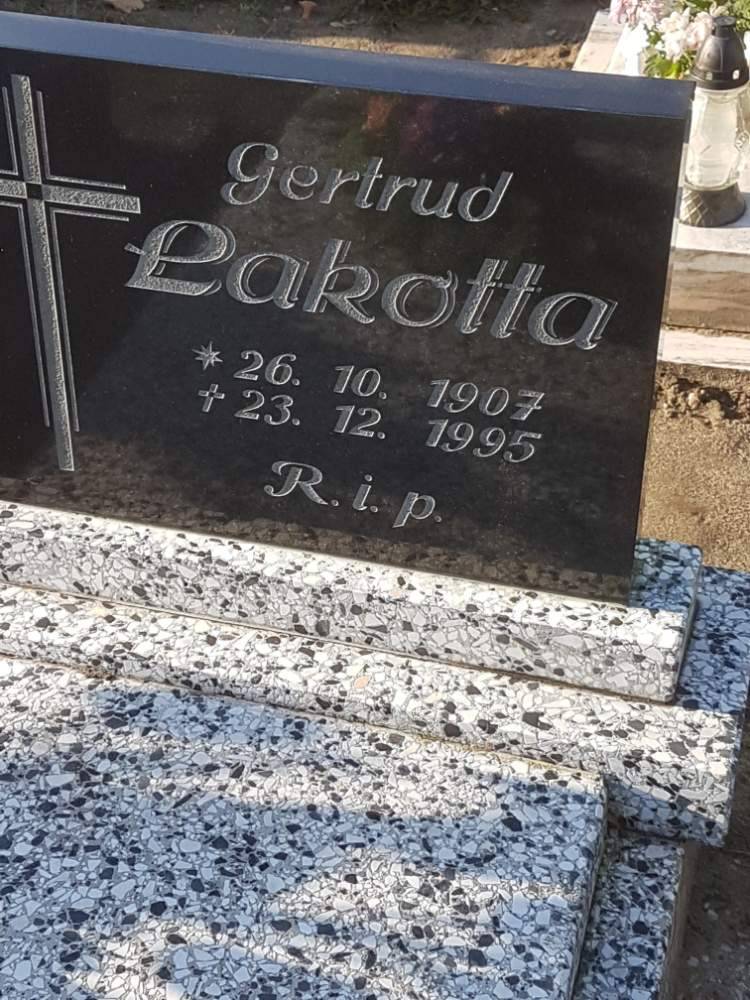 Gertrud
Lakotta
* 26. 10. 1907
† 23. 12. 1995
R. i. p.